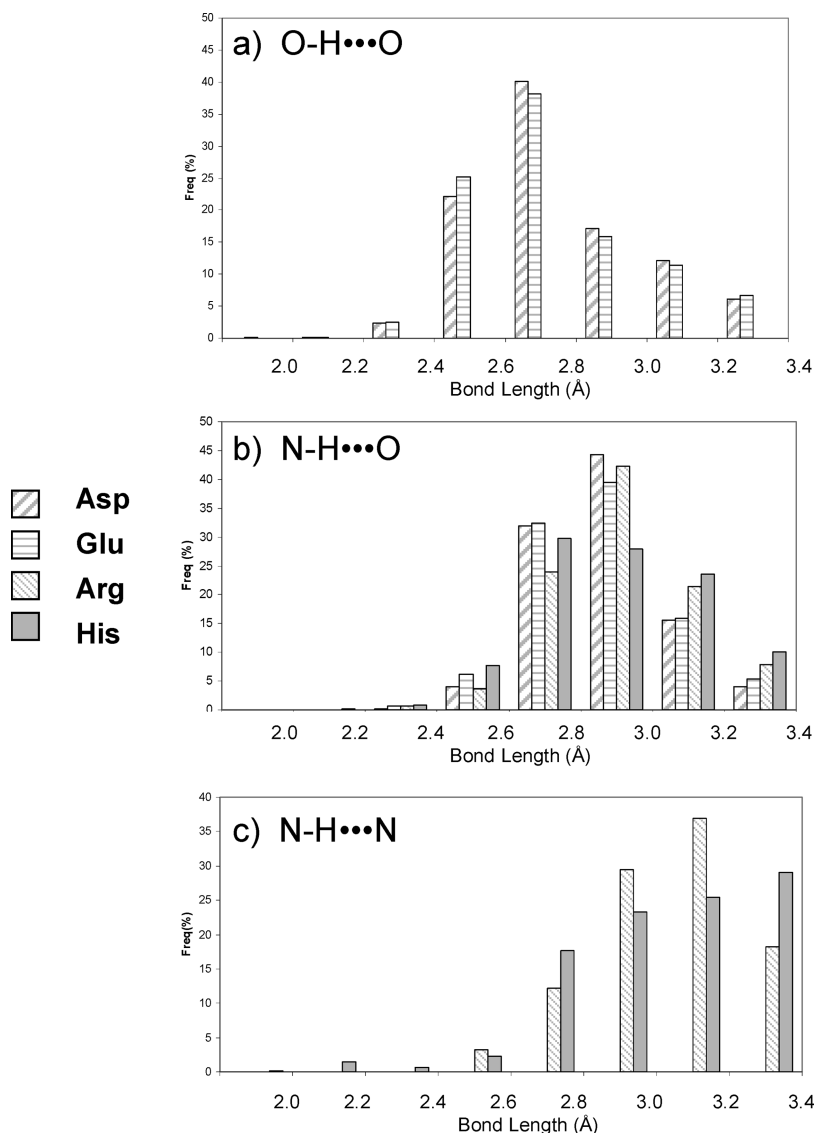 a) O-H•••O
50
45
40
35
30
25
20
15
10
5
0
Freq (%)
2.0 2.2 2.4 2.6 2.8 3.0 3.2 3.4
Bond Length (Å)
b) N-H•••O
50
45
40
35
30
25
20
15
10
5
0
Freq (%)
2.0 2.2 2.4 2.6 2.8 3.0 3.2 3.4
Bond Length (Å)
Asp
Glu
Arg
His
c) N-H•••N
40
35
30
25
20
15
10
5
0
Freq(%)
2.0 2.2 2.4 2.6 2.8 3.0 3.2 3.4
Bond Length (Å)